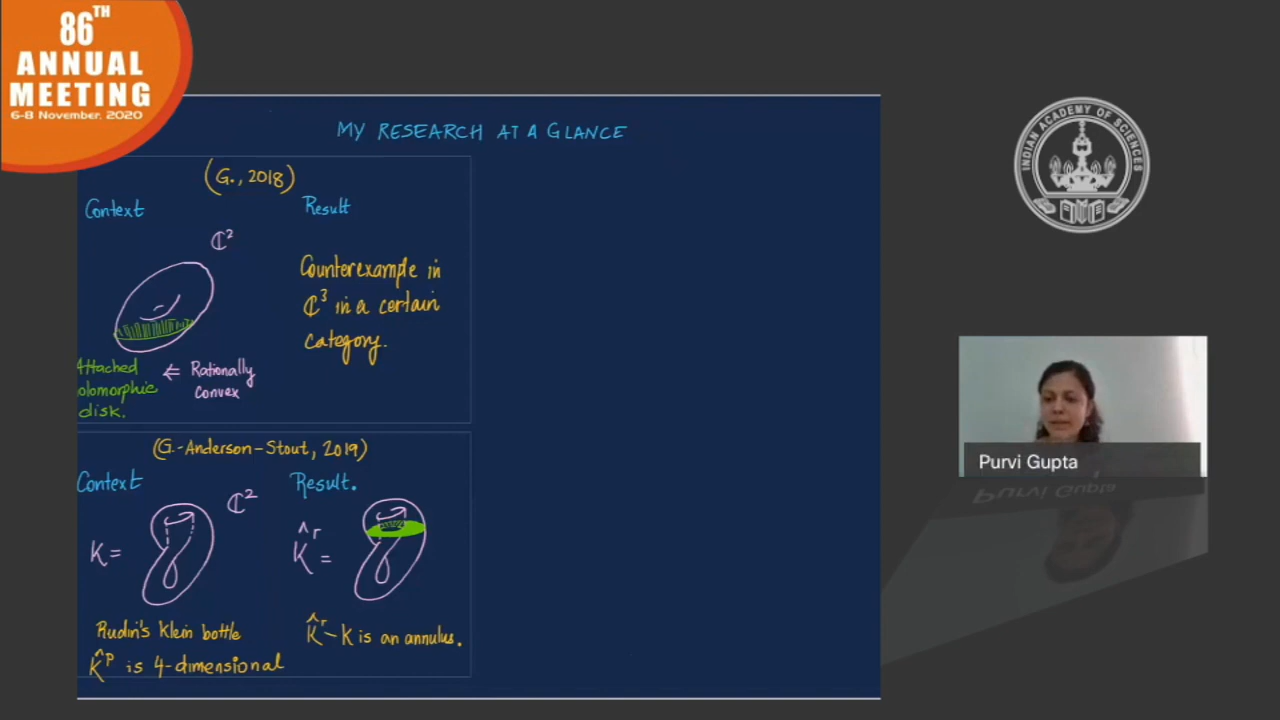 86TH
ANNUAL
MEETING
6-8 November, 2020
MY RESEARCH AT A GLANCE
(G., 2018)
Context
Result
ℂ²
Counterexample in
ℂ³ in a certain
category.
Attached ⇐ Rationally
olomorphic convex
disk.
(G.-Anderson-Stout, 2019)
Context
Result.
ℂ²
K =
K̂ʳ =
Rudin's Klein bottle
K̂ᵖ is 4-dimensional
K̂ʳ-K is an annulus.
INDIAN ACADEMY OF SCIENCES
Purvi Gupta
Purvi Gupta